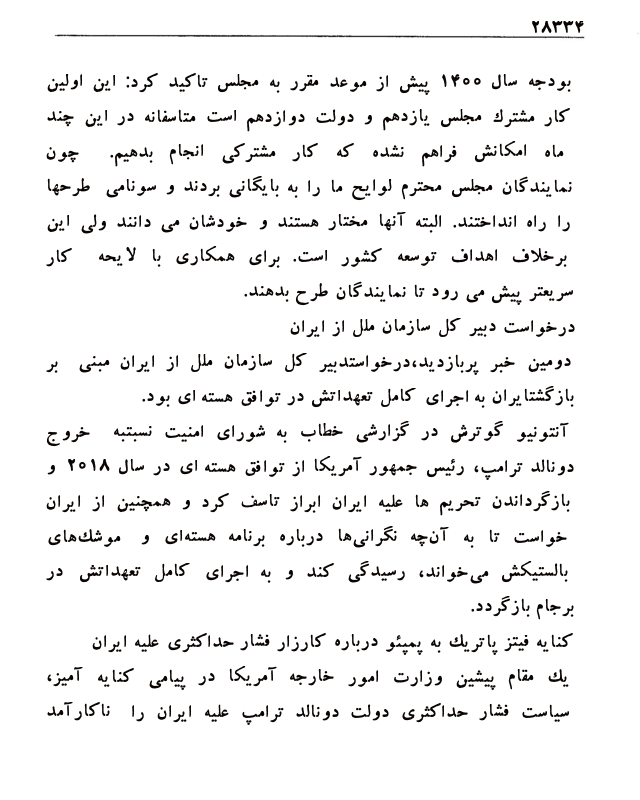 ۲۸۳۳۴
بودجه سال ۱۴۰۰ پیش از موعد مقرر به مجلس تاکید کرد: این اولین
کار مشترك مجلس یازدهم و دولت دوازدهم است متاسفانه در این چند
ماه امکانش فراهم نشده که کار مشترکی انجام بدهیم. چون
نمایندگان مجلس محترم لوایح ما را به بایگانی بردند و سونامی طرحها
را راه انداختند. البته آنها مختار هستند و خودشان می دانند ولی این
برخلاف اهداف توسعه کشور است. برای همکاری با لایحه کار
سریعتر پیش می رود تا نمایندگان طرح بدهند.
درخواست دبیر کل سازمان ملل از ایران
دومین خبر پربازدید،درخواستدبیر کل سازمان ملل از ایران مبنی بر
بازگشتایران به اجرای کامل تعهداتش در توافق هسته ای بود.
آنتونیو گوترش در گزارشی خطاب به شورای امنیت نسبتبه خروج
دونالد ترامپ، رئیس جمهور آمریکا از توافق هسته ای در سال ۲۰۱۸ و
بازگرداندن تحریم ها علیه ایران ابراز تاسف کرد و همچنین از ایران
خواست تا به آن‌چه نگرانی‌ها درباره برنامه هسته‌ای و موشك‌های
بالستیکش می‌خواند، رسیدگی کند و به اجرای کامل تعهداتش در
برجام بازگردد.
کنایه فیتز پاتریك به پمپئو درباره کارزار فشار حداکثری علیه ایران
یك مقام پیشین وزارت امور خارجه آمریکا در پیامی کنایه آمیز،
سیاست فشار حداکثری دولت دونالد ترامپ علیه ایران را ناکارآمد